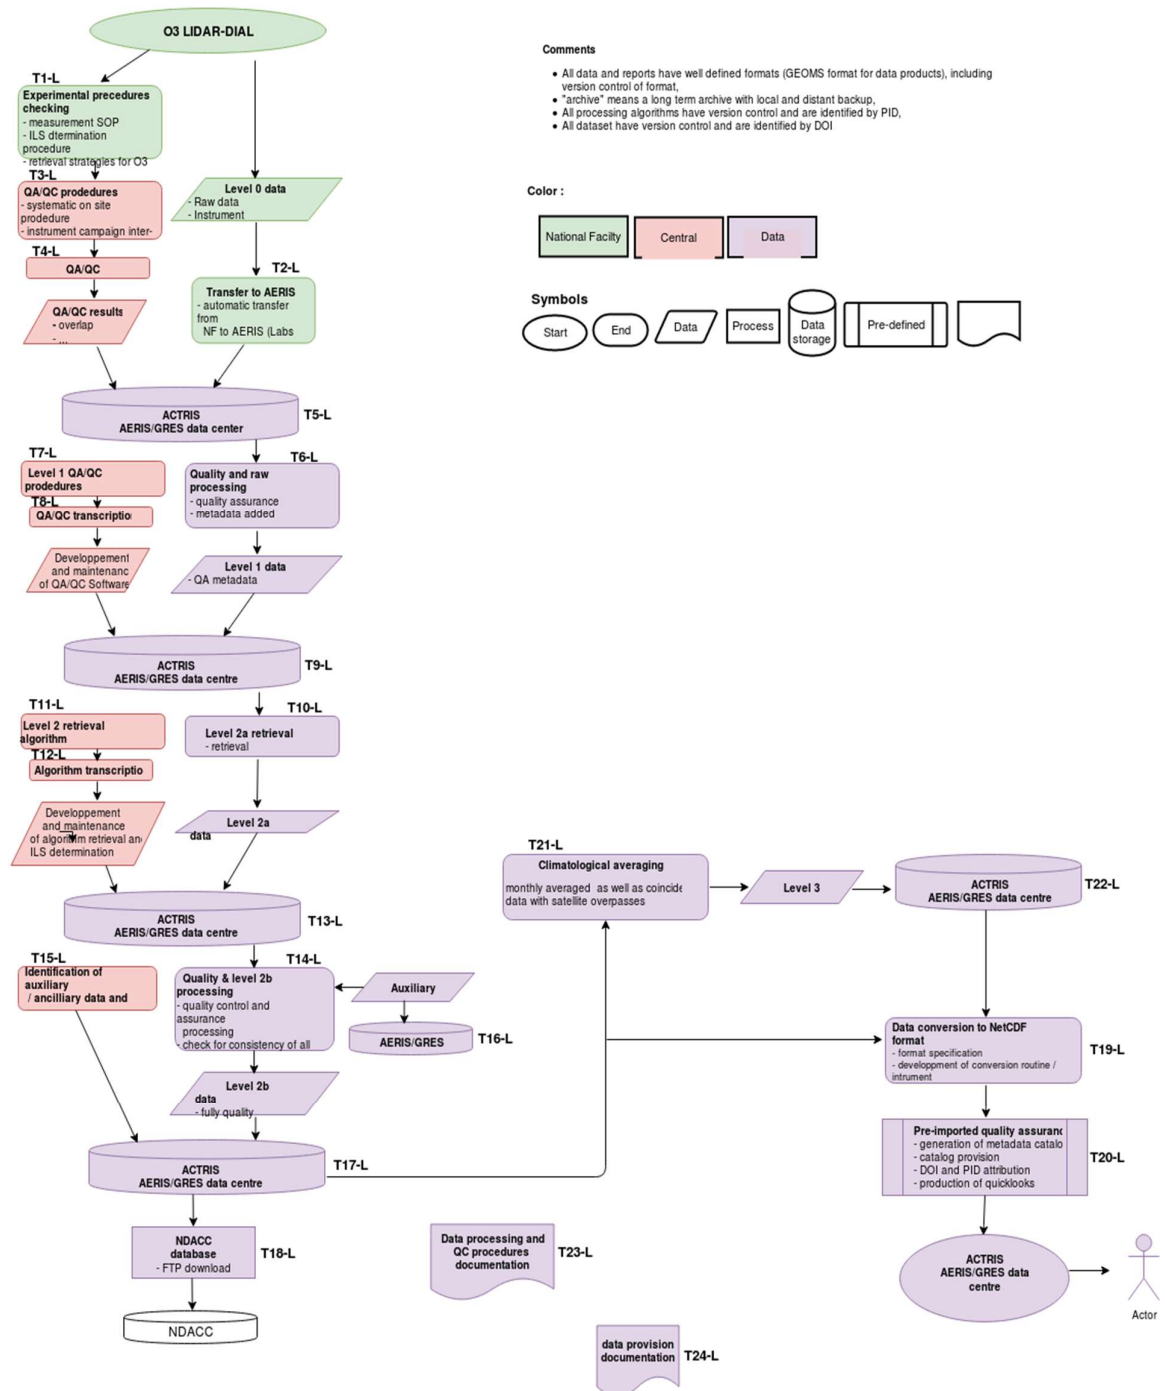 O3 LIDAR-DIAL
T1-L
Experimental precedures
checking
- measurement SOP
- ILS dtermination
procedure
- retrieval strategies for O3
T3-L
QA/QC prodedures
- systematic on site
prodedure
- instrument campaign inter-
T4-L
QA/QC
QA/QC results
- overlap
- ...
Level 0 data
- Raw data
- Instrument
T2-L
Transfer to AERIS
- automatic transfer
from
NF to AERIS (Labs
Comments
• All data and reports have well defined formats (GEOMS format for data products), including
version control of format,
• "archive" means a long term archive with local and distant backup,
• All processing algorithms have version control and are identified by PID,
• All dataset have version control and are identified by DOI
Color :
National Facilty
Central
Data
Symbols
Start
End
Data
Process
Data
storage
Pre-defined
ACTRIS
AERIS/GRES data center
T5-L
T7-L
Level 1 QA/QC
prodedures
T8-L
QA/QC transcriptio
Developpement
and maintenanc
of QA/QC Software
T6-L
Quality and raw
processing
- quality assurance
- metadata added
Level 1 data
- QA metadata
ACTRIS
AERIS/GRES data centre
T9-L
T11-L
Level 2 retrieval
algorithm
T12-L
Algorithm transcriptio
Developpement
and maintenance
of algorithm retrieval and
ILS determination
T10-L
Level 2a retrieval
- retrieval
Level 2a
data
ACTRIS
AERIS/GRES data centre
T13-L
T15-L
Identification of
auxiliary
/ ancilliary data and
T14-L
Quality & level 2b
processing
- quality control and
assurance
processing
- check for consistency of all
Auxiliary
AERIS/GRES
T16-L
Level 2b
data
- fully quality
ACTRIS
AERIS/GRES data centre
T17-L
NDACC
database
- FTP download
T18-L
NDACC
T21-L
Climatological averaging
monthly averaged as well as coincide
data with satellite overpasses
Level 3
ACTRIS
AERIS/GRES data centre
T22-L
Data conversion to NetCDF
format
- format specification
- developpment of conversion routine /
intrument
T19-L
Pre-imported quality assuranc
- generation of metadata catalo
- catalog provision
- DOI and PID attribution
- production of quicklooks
T20-L
ACTRIS
AERIS/GRES data
centre
Actor
Data processing and
QC procedures
documentation
T23-L
data provision
documentation
T24-L